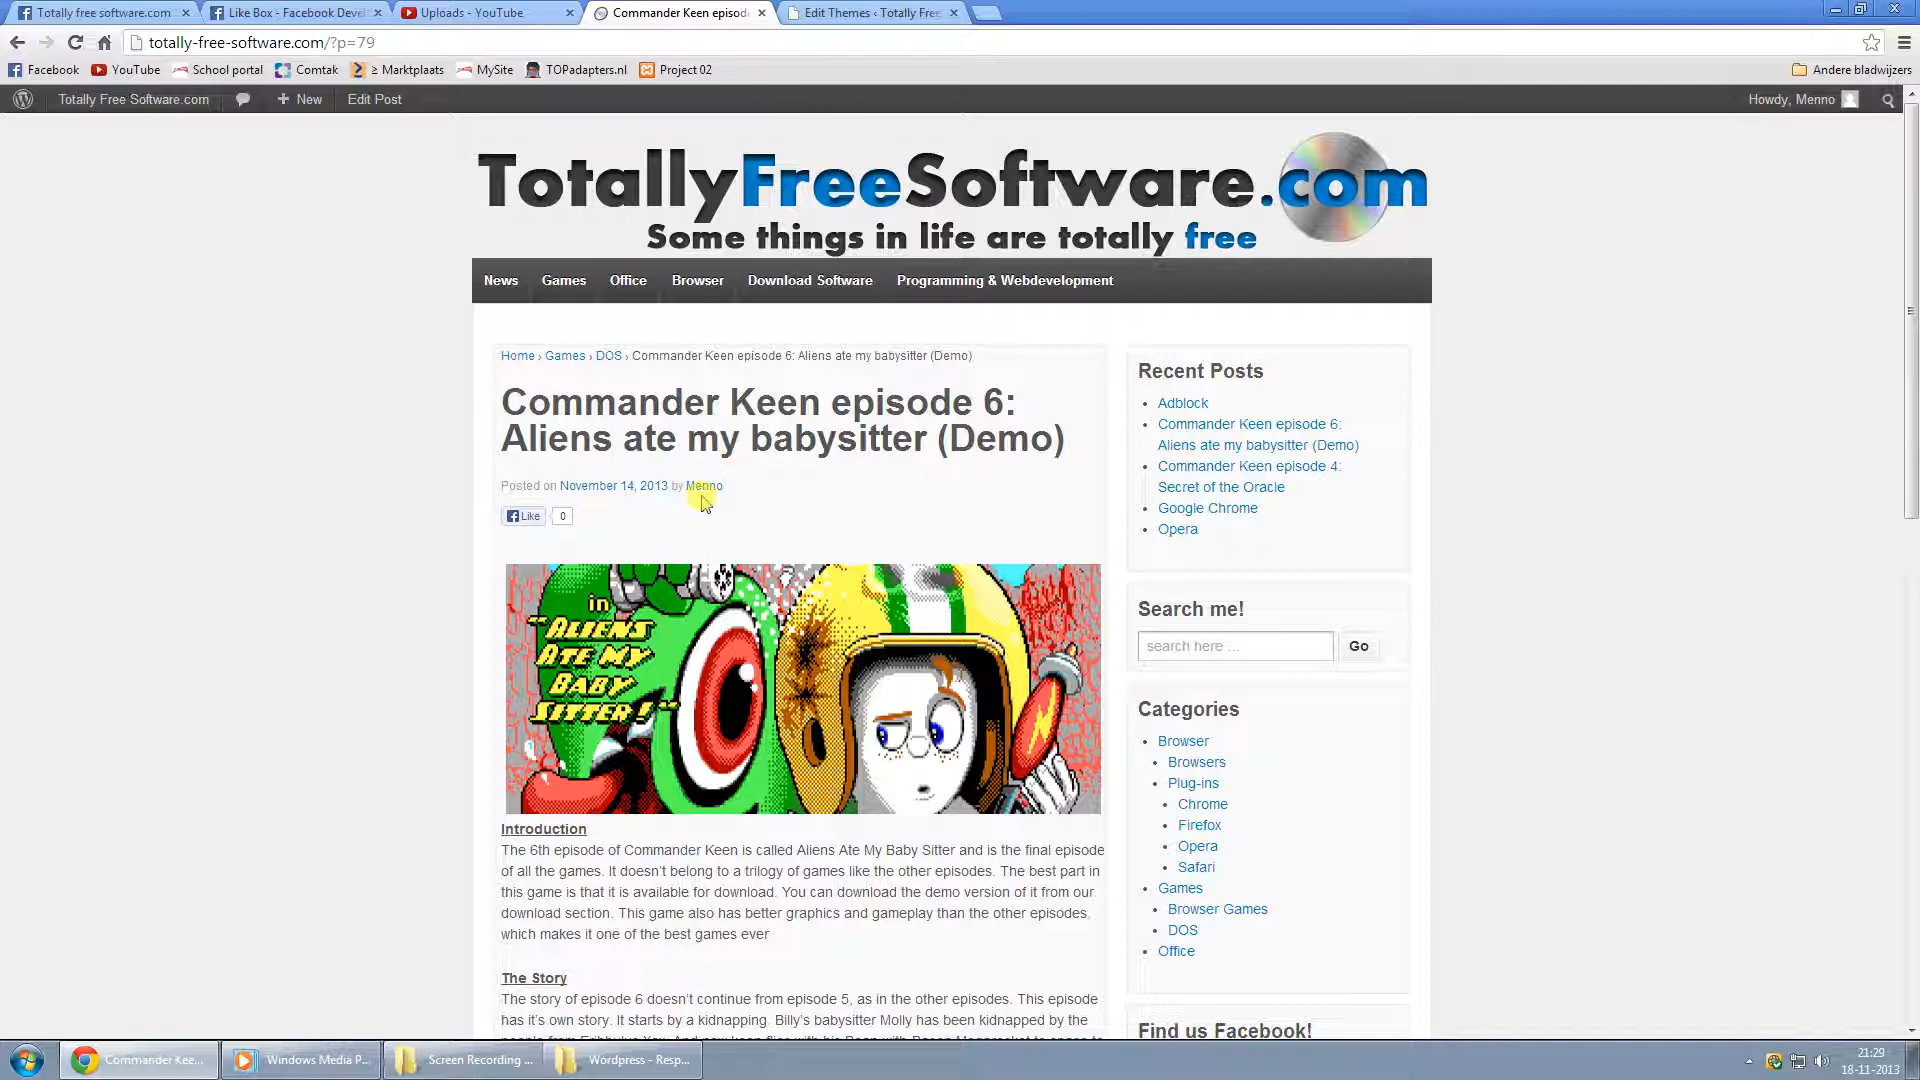 Totally free software.com
Like Box - Facebook Deve
Uploads - YouTube
Commander Keen episod
Edit Themes ‹ Totally Free
totally-free-software.com/?p=79
Facebook
YouTube
School portal
Comtak
≥ Marktplaats
MySite
TOPadapters.nl
Project 02
Andere bladwijzers
Totally Free Software.com
+ New
Edit Post
Howdy, Menno
TotallyFreeSoftware.com
Some things in life are totally free
News
Games
Office
Browser
Download Software
Programming & Webdevelopment
Home › Games › DOS › Commander Keen episode 6: Aliens ate my babysitter (Demo)
Commander Keen episode 6:
Aliens ate my babysitter (Demo)
Posted on November 14, 2013 by Menno
Like 0
in
"ALIENS
ATE MY
BABY
SITTER!"
Introduction
The 6th episode of Commander Keen is called Aliens Ate My Baby Sitter and is the final episode
of all the games. It doesn't belong to a trilogy of games like the other episodes. The best part in
this game is that it is available for download. You can download the demo version of it from our
download section. This game also has better graphics and gameplay than the other episodes,
which makes it one of the best games ever
The Story
The story of episode 6 doesn't continue from episode 5, as in the other episodes. This episode
has it's own story. It starts by a kidnapping. Billy's babysitter Molly has been kidnapped by the
Recent Posts
Adblock
Commander Keen episode 6:
Aliens ate my babysitter (Demo)
Commander Keen episode 4:
Secret of the Oracle
Google Chrome
Opera
Search me!
search here ...
Go
Categories
Browser
Browsers
Plug-ins
Chrome
Firefox
Opera
Safari
Games
Browser Games
DOS
Office
Find us Facebook!
Commander Kee...
Windows Media P...
Screen Recording ...
Wordpress - Resp...
21:29
18-11-2013